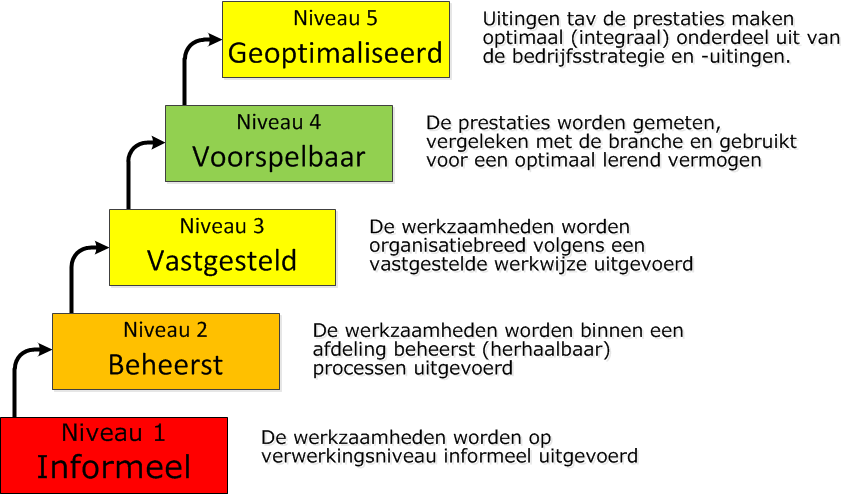 Niveau 5
Geoptimaliseerd
Uitingen tav de prestaties maken
optimaal (integraal) onderdeel uit van
de bedrijfsstrategie en -uitingen.
Niveau 4
Voorspelbaar
De prestaties worden gemeten,
vergeleken met de branche en gebruikt
voor een optimaal lerend vermogen
Niveau 3
Vastgesteld
De werkzaamheden worden
organisatiebreed volgens een
vastgestelde werkwijze uitgevoerd
Niveau 2
Beheerst
De werkzaamheden worden binnen een
afdeling beheerst (herhaalbaar)
processen uitgevoerd
Niveau 1
Informeel
De werkzaamheden worden op
verwerkingsniveau informeel uitgevoerd